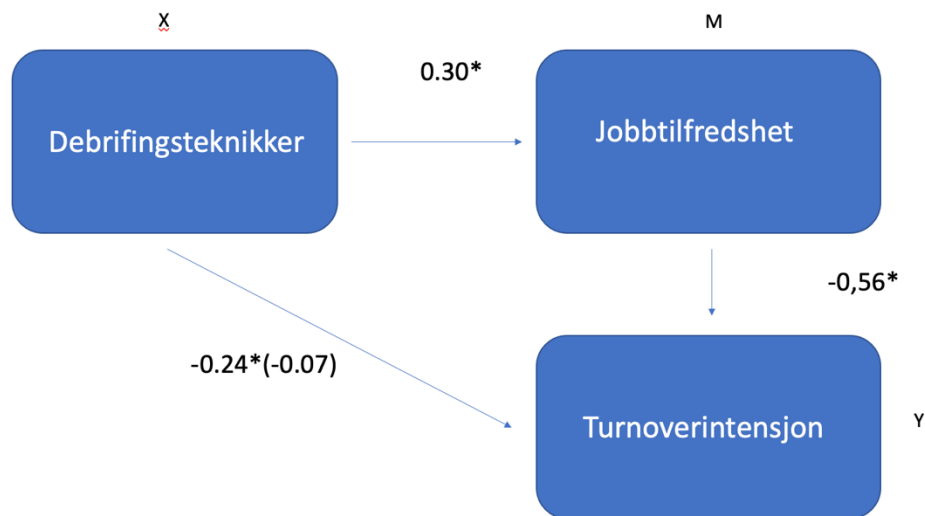 X
M
0.30*
Debrifingsteknikker
Jobbtilfredshet
-0,56*
-0.24*(-0.07)
Turnoverintensjon
Y